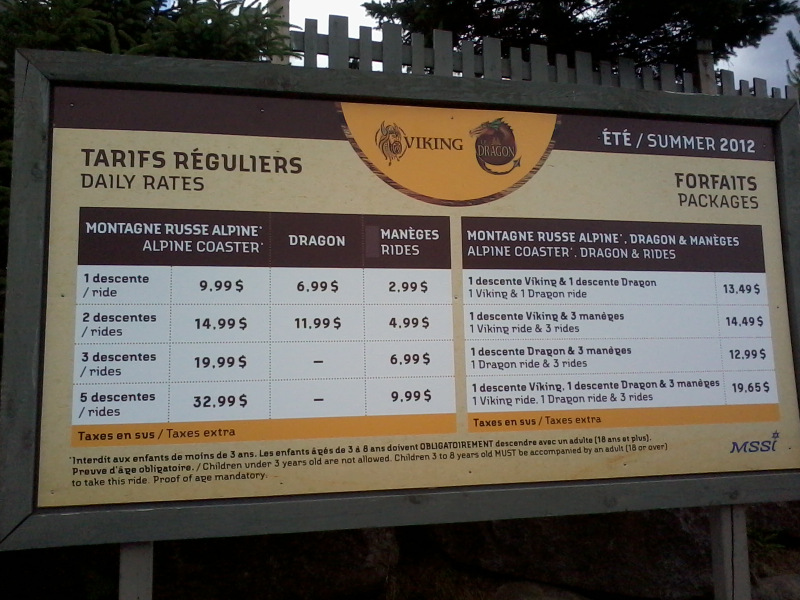 VIKING
LE DRAGON
ÉTÉ / SUMMER 2012
TARIFS RÉGULIERS
DAILY RATES
FORFAITS
PACKAGES
MONTAGNE RUSSE ALPINE* DRAGON MANÈGES
ALPINE COASTER* RIDES
1 descente / ride 9.99 $ 6.99 $ 2.99 $
2 descentes / rides 14.99 $ 11.99 $ 4.99 $
3 descentes / rides 19,99 $ – 6.99 $
5 descentes / rides 32.99 $ – 9.99 $
Taxes en sus / Taxes extra
MONTAGNE RUSSE ALPINE*, DRAGON & MANÈGES
ALPINE COASTER*, DRAGON & RIDES
1 descente Viking & 1 descente Dragon 13,49 $
1 Viking & 1 Dragon ride
1 descente Viking & 3 manèges 14,49 $
1 Viking ride & 3 rides
1 descente Dragon & 3 manèges 12,99 $
1 Dragon ride & 3 rides
1 descente Viking, 1 descente Dragon & 3 manèges 19,65 $
1 Viking ride, 1 Dragon ride & 3 rides
Taxes en sus / Taxes extra
*Interdit aux enfants de moins de 3 ans. Les enfants âgés de 3 à 8 ans doivent OBLIGATOIREMENT descendre avec un adulte (18 ans et plus).
Preuve d'âge obligatoire. / Children under 3 years old are not allowed. Children 3 to 8 years old MUST be accompanied by an adult (18 or over)
to take this ride. Proof of age mandatory.
MSSI